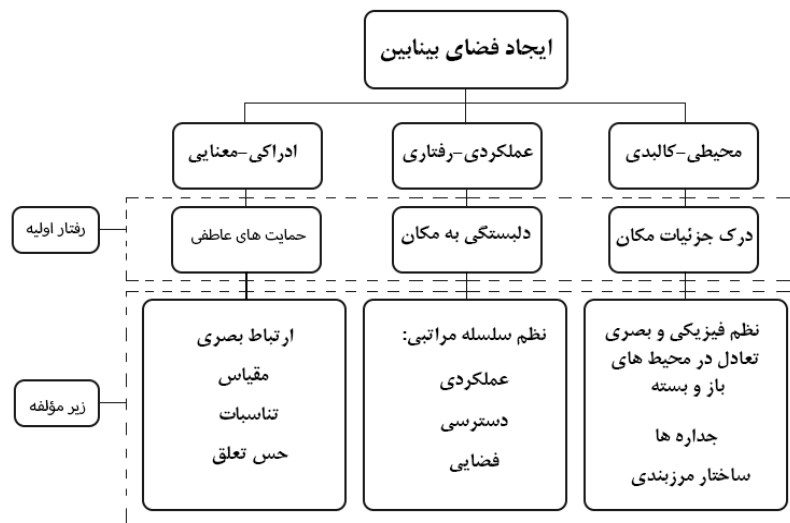 ایجاد فضای بینابین
محیطی-کالبدی
عملکردی-رفتاری
ادراکی-معنایی
رفتار اولیه
درک جزئیات مکان
دلبستگی به مکان
حمایت های عاطفی
زیر مؤلفه
نظم فیزیکی و بصری
تعادل در محیط های
باز و بسته
جداره ها
ساختار مرزبندی
نظم سلسله مراتبی:
عملکردی
دسترسی
فضایی
ارتباط بصری
مقیاس
تناسبات
حس تعلق